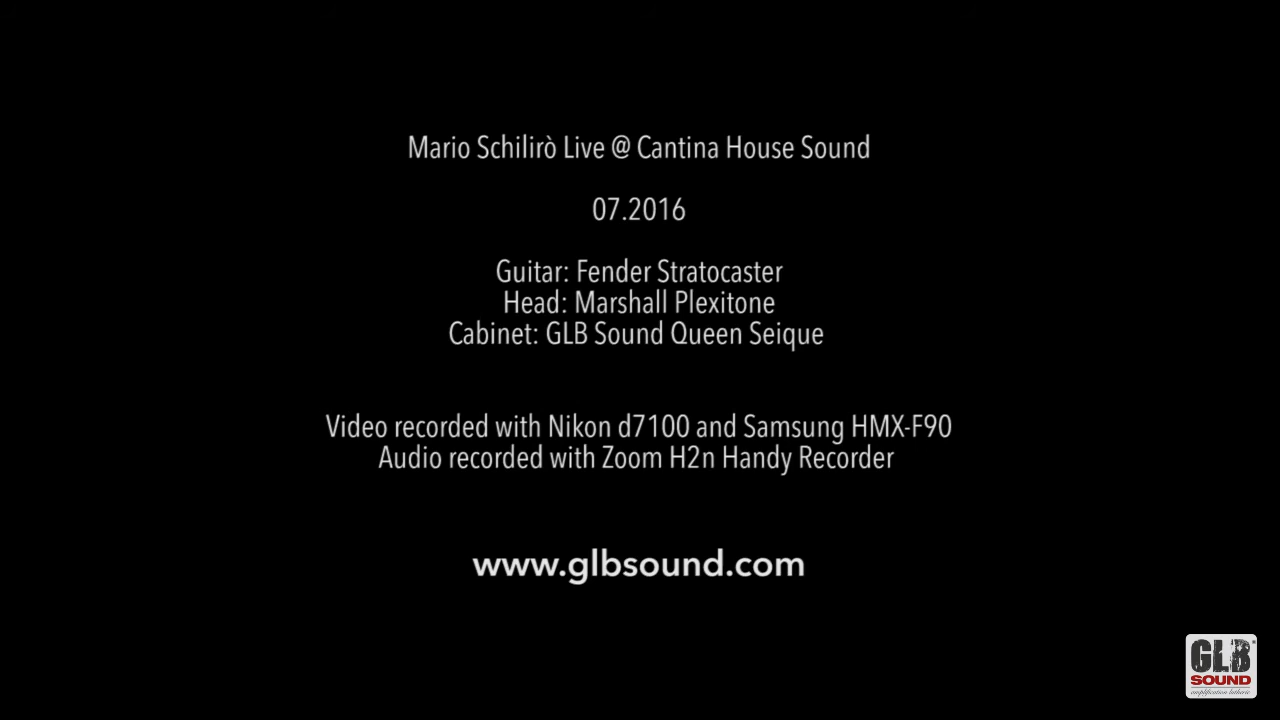 Mario Schilirò Live @ Cantina House Sound
07.2016
Guitar: Fender Stratocaster
Head: Marshall Plexitone
Cabinet: GLB Sound Queen Seique
Video recorded with Nikon d7100 and Samsung HMX-F90
Audio recorded with Zoom H2n Handy Recorder
www.glbsound.com
GLB
SOUND
amplification lutherie